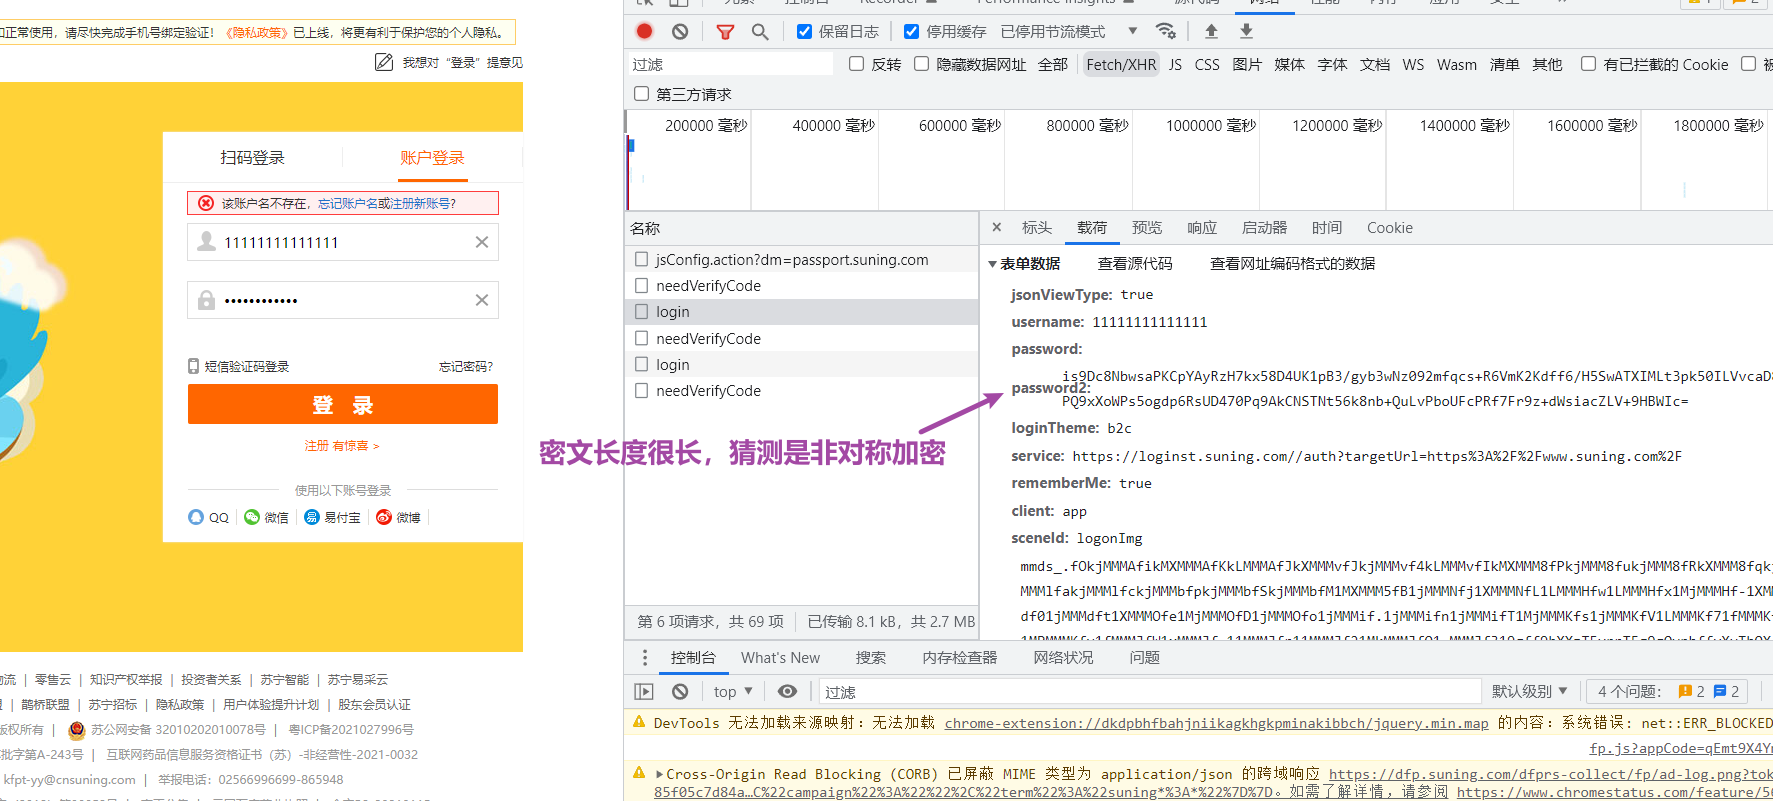 口正常使用，请尽快完成手机号绑定验证！《隐私政策》已上线，将更有利于保护您的个人隐私。
我想对“登录”提意见
扫码登录
账户登录
该账户名不存在，忘记账户名或注册新账号?
11111111111111
••••••••••••
短信验证码登录
忘记密码?
登 录
注册 有惊喜 >
使用以下账号登录
QQ
微信
易付宝
微博
物流 | 零售云 | 知识产权举报 | 投资者关系 | 苏宁智能 | 苏宁易采云
| 鹊桥联盟 | 苏宁招标 | 隐私政策 | 用户体验提升计划 | 股东会员认证
版权所有 | 苏公网安备 32010202010078号 | 粤ICP备2021027996号
批字第A-243号 | 互联网药品信息服务资格证书（苏）-非经营性-2021-0032
kfpt-yy@cnsuning.com | 举报电话：02566996699-865948
密文长度很长，猜测是非对称加密
Recorder
Performance insights
保留日志
停用缓存
已停用节流模式
过滤
反转
隐藏数据网址
全部
Fetch/XHR
JS
CSS
图片
媒体
字体
文档
WS
Wasm
清单
其他
有已拦截的 Cookie
第三方请求
200000 毫秒
400000 毫秒
600000 毫秒
800000 毫秒
1000000 毫秒
1200000 毫秒
1400000 毫秒
1600000 毫秒
1800000 毫秒
名称
jsConfig.action?dm=passport.suning.com
needVerifyCode
login
needVerifyCode
login
needVerifyCode
第 6 项请求，共 69 项
已传输 8.1 kB，共 2.7 MB
×
标头
载荷
预览
响应
启动器
时间
Cookie
▼表单数据
查看源代码
查看网址编码格式的数据
jsonViewType: true
username: 11111111111111
password:
is9Dc8NbwsaPKCpYAyRzH7kx58D4UK1pB3/gyb3wNz092mfqcs+R6VmK2Kdff6/H5SwATXIMLt3pk50ILVvcaD8
password2:
PQ9xXoWPs5ogdp6RsUD470Pq9AkCNSTNt56k8nb+QuLvPboUFcPRf7Fr9z+dWsiacZLV+9HBWIc=
loginTheme: b2c
service: https://loginst.suning.com//auth?targetUrl=https%3A%2F%2Fwww.suning.com%2F
rememberMe: true
client: app
sceneId: logonImg
mmds_.fOkjMMMAfikMXMMMAfKkLMMMAfJkXMMMvfJkjMMMvf4kLMMMvfIkMXMMM8fPkjMMM8fukjMMM8fRkXMMM8fqkj
MMMlfakjMMMlfckjMMMbfpkjMMMbfSkjMMMbfM1MXMMM5fB1jMMMNfj1XMMMNfL1LMMMHfw1LMMMHfx1MjMMMHf-1XM
df01jMMMdft1XMMMOfe1MjMMMOfD1jMMMOfo1jMMMif.1jMMMifn1jMMMifT1MjMMMKfs1jMMMKfV1LMMMKf71fMMMK
控制台
What's New
搜索
内存检查器
网络状况
问题
top ▼
过滤
默认级别 ▼
4 个问题:
2
2
DevTools 无法加载来源映射：无法加载 chrome-extension://dkdpbhfbahjniikagkhgkpminakibbch/jquery.min.map 的内容：系统错误：net::ERR_BLOCKED
fp.js?appCode=qEmt9X4Y
▶Cross-Origin Read Blocking (CORB) 已屏蔽 MIME 类型为 application/json 的跨域响应 https://dfp.suning.com/dfprs-collect/fp/ad-log.png?tok
85f05c7d84a…C%22campaign%22%3A%22%22%2C%22term%22%3A%22suning*%3A*%22%7D%7D。如需了解详情，请参阅 https://www.chromestatus.com/feature/56